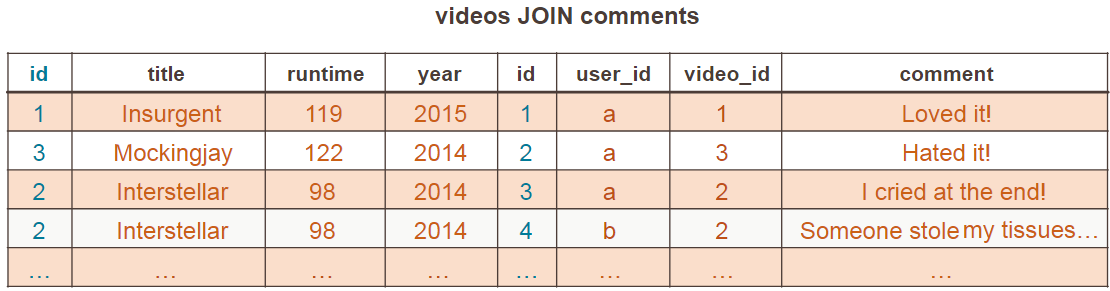 videos JOIN comments
id title runtime year id user_id video_id comment
1 Insurgent 119 2015 1 a 1 Loved it!
3 Mockingjay 122 2014 2 a 3 Hated it!
2 Interstellar 98 2014 3 a 2 I cried at the end!
2 Interstellar 98 2014 4 b 2 Someone stole my tissues…
… … … … … … … …